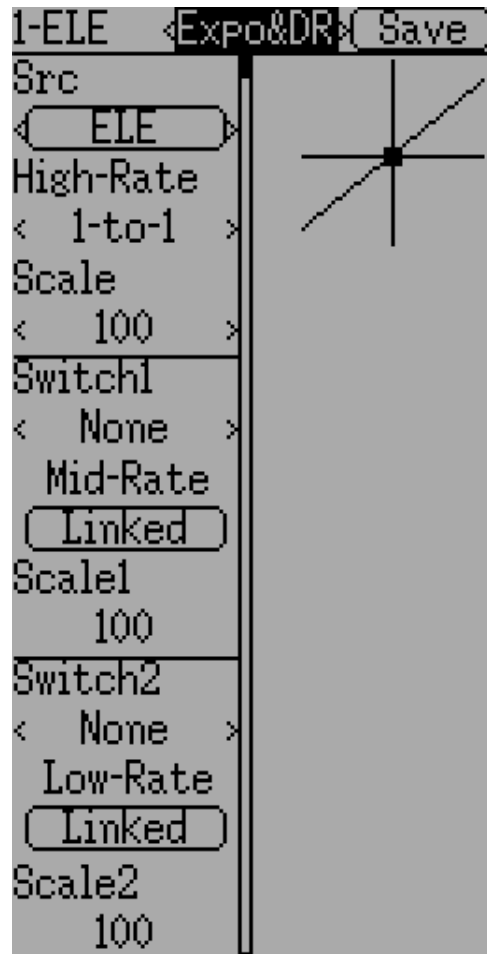 1-ELE Expo&DR Save
Src
ELE
High-Rate
1-to-1
Scale
100
Switch1
None
Mid-Rate
Linked
Scale1
100
Switch2
None
Low-Rate
Linked
Scale2
100